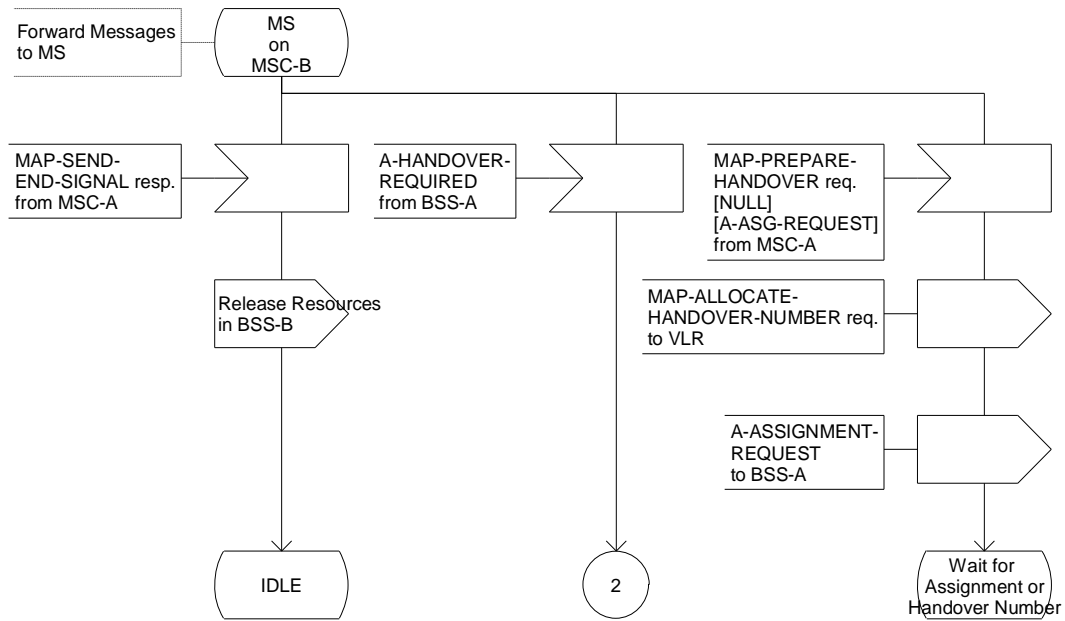 Forward Messages
to MS
MS
on
MSC-B
MAP-SEND-
END-SIGNAL resp.
from MSC-A
A-HANDOVER-
REQUIRED
from BSS-A
MAP-PREPARE-
HANDOVER req.
[NULL]
[A-ASG-REQUEST]
from MSC-A
Release Resources
in BSS-B
MAP-ALLOCATE-
HANDOVER-NUMBER req.
to VLR
A-ASSIGNMENT-
REQUEST
to BSS-A
IDLE
2
Wait for
Assignment or
Handover Number